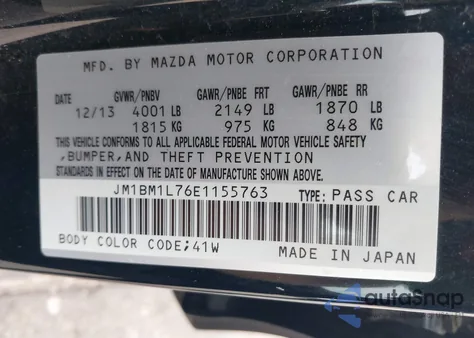 MFD. BY MAZDA MOTOR CORPORATION
GVWR/PNBV GAWR/PNBE FRT GAWR/PNBE RR
12/13 4001 LB 2149 LB 1870 LB
1815 KG 975 KG 848 KG
THIS VEHICLE CONFORMS TO ALL APPLICABLE FEDERAL MOTOR VEHICLE SAFETY
,BUMPER,AND THEFT PREVENTION
STANDARDS IN EFFECT ON THE DATE OF MANUFACTURE SHOWN ABOVE.
JM1BM1L76E1155763 TYPE: PASS CAR
BODY COLOR CODE;41W MADE IN JAPAN
autoSnap